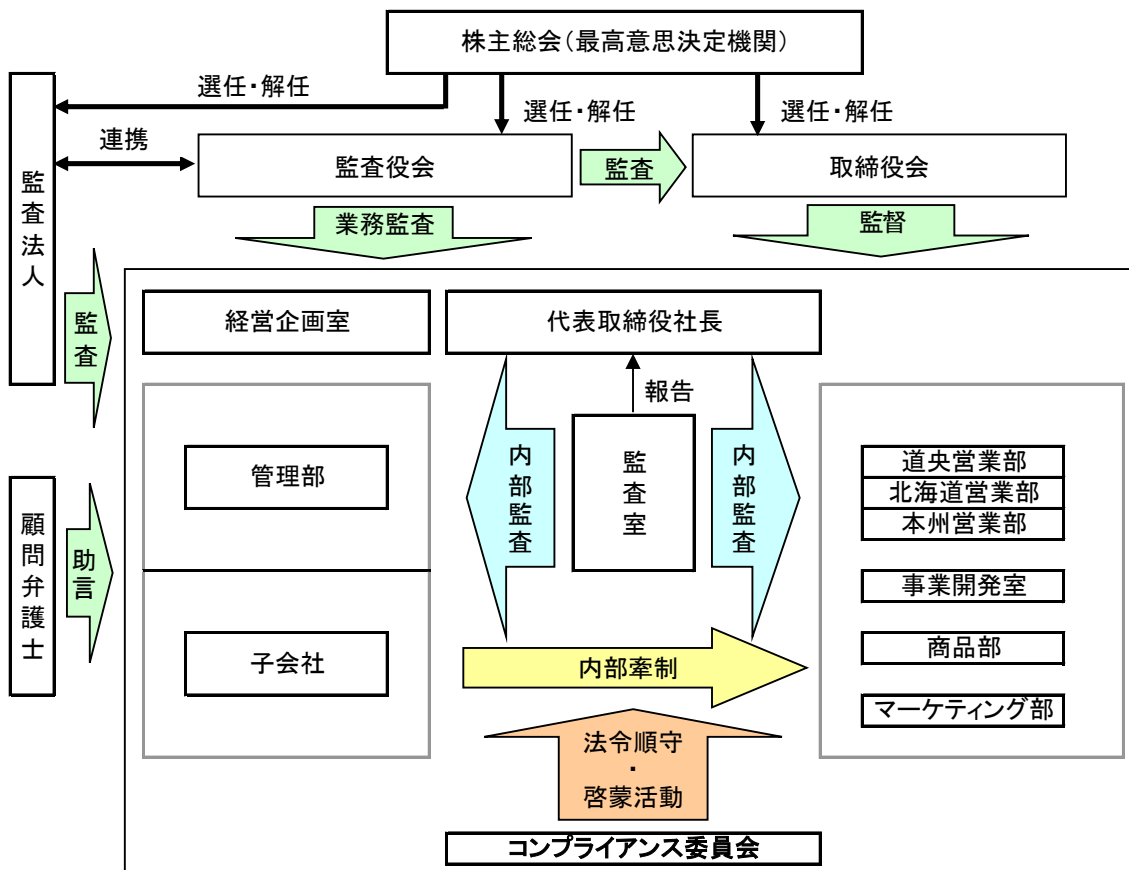 株主総会(最高意思決定機関)
選任・解任
選任・解任
選任・解任
連携
監査法人
監査役会
監査
取締役会
業務監査
監督
監査
経営企画室
代表取締役社長
報告
管理部
内部監査
監査室
内部監査
道央営業部
北海道営業部
本州営業部
顧問弁護士
助言
事業開発室
子会社
内部牽制
商品部
マーケティング部
法令順守
・
啓蒙活動
コンプライアンス委員会